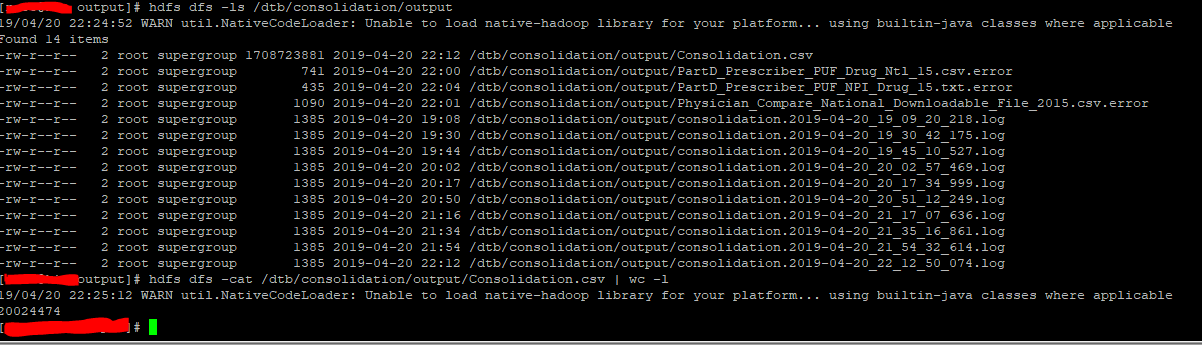 [ output]# hdfs dfs -ls /dtb/consolidation/output
19/04/20 22:24:52 WARN util.NativeCodeLoader: Unable to load native-hadoop library for your platform... using builtin-java classes where applicable
Found 14 items
-rw-r--r--   2 root supergroup 1708723881 2019-04-20 22:12 /dtb/consolidation/output/Consolidation.csv
-rw-r--r--   2 root supergroup        741 2019-04-20 22:00 /dtb/consolidation/output/PartD_Prescriber_PUF_Drug_Ntl_15.csv.error
-rw-r--r--   2 root supergroup        435 2019-04-20 22:04 /dtb/consolidation/output/PartD_Prescriber_PUF_NPI_Drug_15.txt.error
-rw-r--r--   2 root supergroup       1090 2019-04-20 22:01 /dtb/consolidation/output/Physician_Compare_National_Downloadable_File_2015.csv.error
-rw-r--r--   2 root supergroup       1385 2019-04-20 19:08 /dtb/consolidation/output/consolidation.2019-04-20_19_09_20_218.log
-rw-r--r--   2 root supergroup       1385 2019-04-20 19:30 /dtb/consolidation/output/consolidation.2019-04-20_19_30_42_175.log
-rw-r--r--   2 root supergroup       1385 2019-04-20 19:44 /dtb/consolidation/output/consolidation.2019-04-20_19_45_10_527.log
-rw-r--r--   2 root supergroup       1385 2019-04-20 20:02 /dtb/consolidation/output/consolidation.2019-04-20_20_02_57_469.log
-rw-r--r--   2 root supergroup       1385 2019-04-20 20:17 /dtb/consolidation/output/consolidation.2019-04-20_20_17_34_999.log
-rw-r--r--   2 root supergroup       1385 2019-04-20 20:50 /dtb/consolidation/output/consolidation.2019-04-20_20_51_12_249.log
-rw-r--r--   2 root supergroup       1385 2019-04-20 21:16 /dtb/consolidation/output/consolidation.2019-04-20_21_17_07_636.log
-rw-r--r--   2 root supergroup       1385 2019-04-20 21:34 /dtb/consolidation/output/consolidation.2019-04-20_21_35_16_861.log
-rw-r--r--   2 root supergroup       1385 2019-04-20 21:54 /dtb/consolidation/output/consolidation.2019-04-20_21_54_32_614.log
-rw-r--r--   2 root supergroup       1385 2019-04-20 22:12 /dtb/consolidation/output/consolidation.2019-04-20_22_12_50_074.log
[ output]# hdfs dfs -cat /dtb/consolidation/output/Consolidation.csv | wc -l
19/04/20 22:25:12 WARN util.NativeCodeLoader: Unable to load native-hadoop library for your platform... using builtin-java classes where applicable
20024474
[ ]#